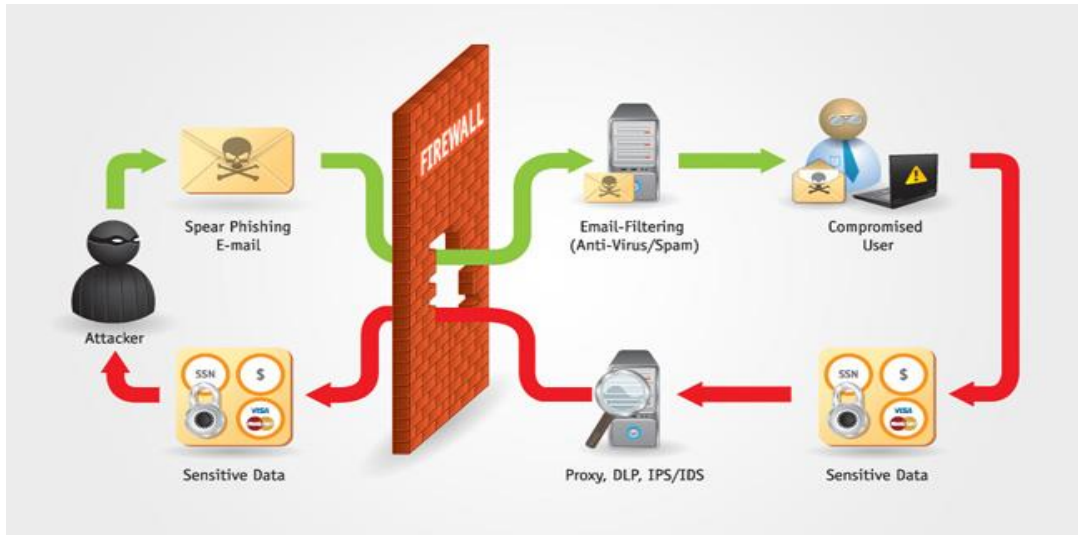 FIREWALL
Spear Phishing
E-mail
Email-Filtering
(Anti-Virus/Spam)
Compromised
User
Attacker
SSN
$
VISA
Sensitive Data
Proxy, DLP, IPS/IDS
SSN
$
VISA
Sensitive Data